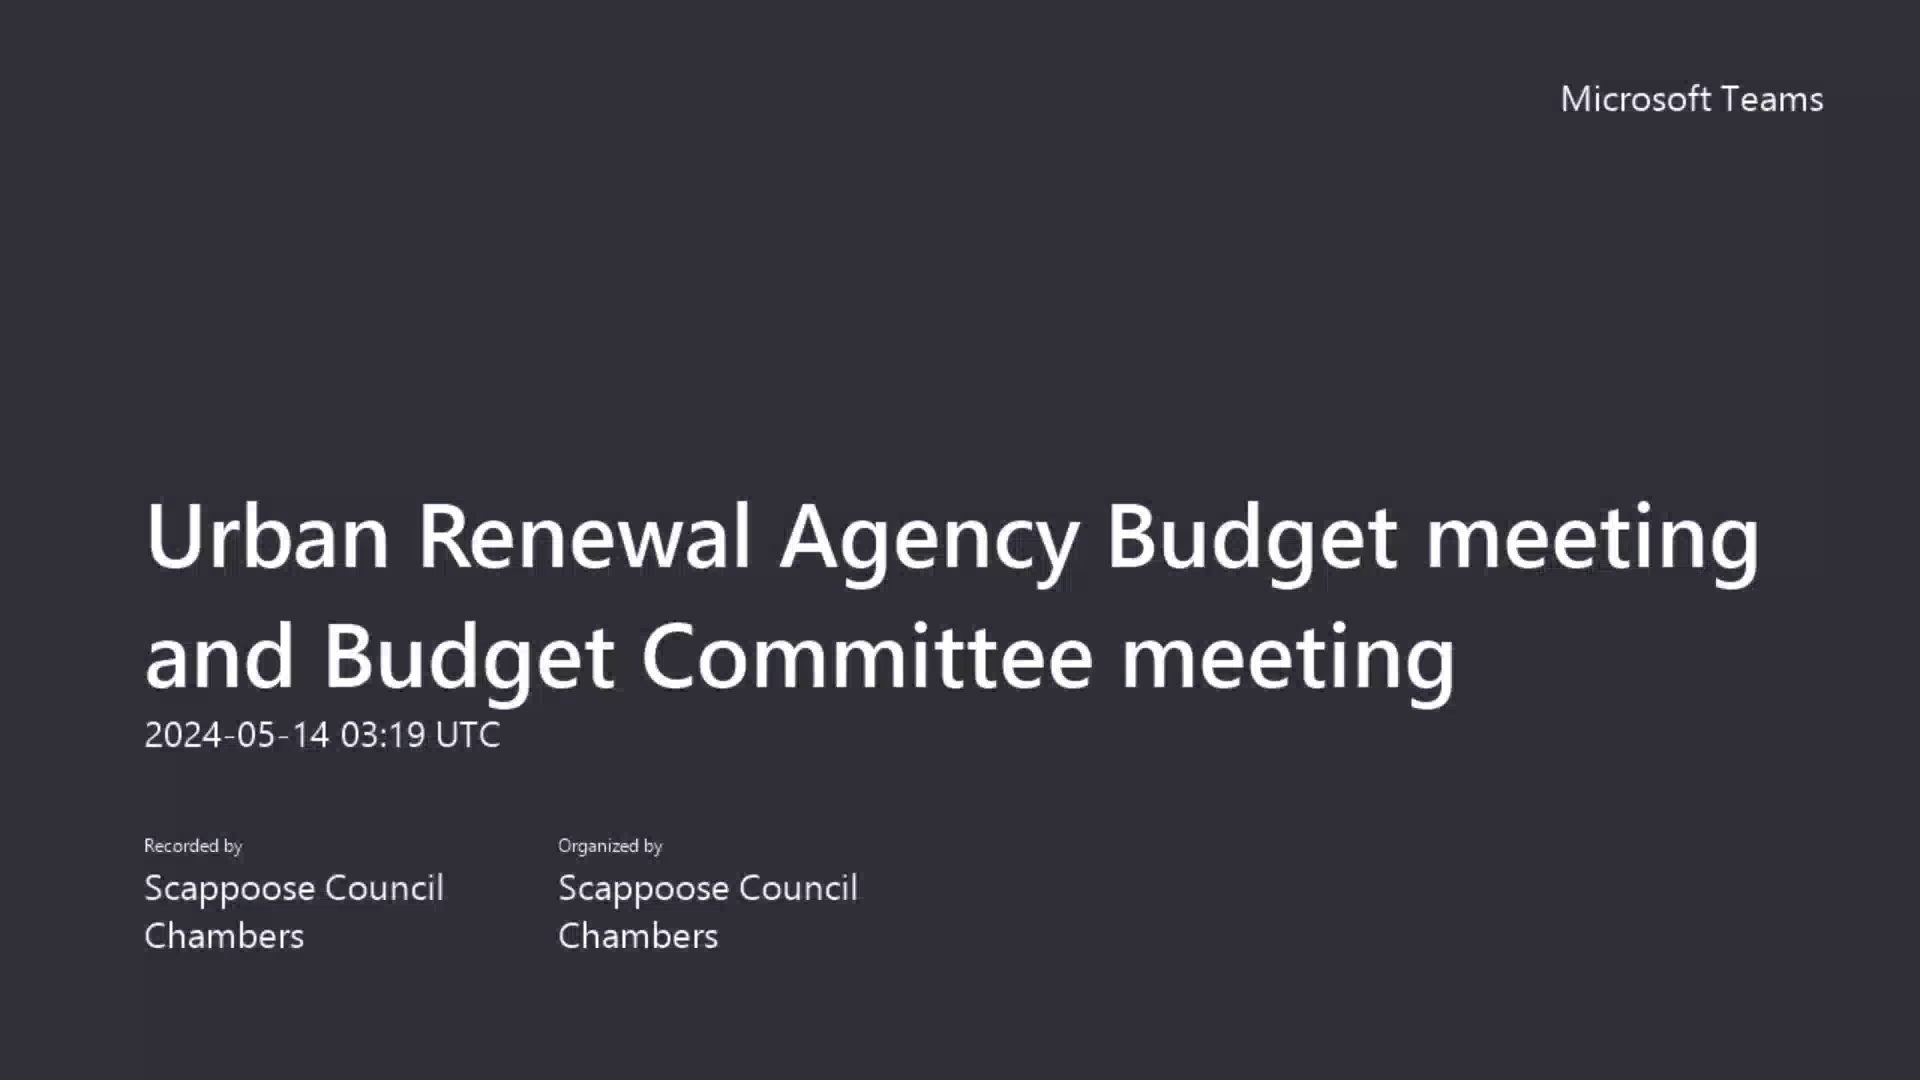 Microsoft Teams
Urban Renewal Agency Budget meeting
and Budget Committee meeting
2024-05-14 03:19 UTC
Recorded by
Scappoose Council
Chambers
Organized by
Scappoose Council
Chambers